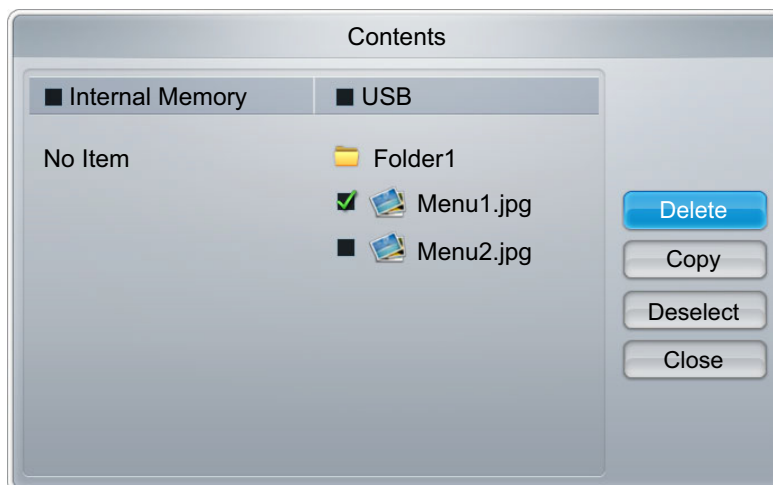 Contents
Internal Memory
USB
No Item
Folder1
Menu1.jpg
Menu2.jpg
Delete
Copy
Deselect
Close